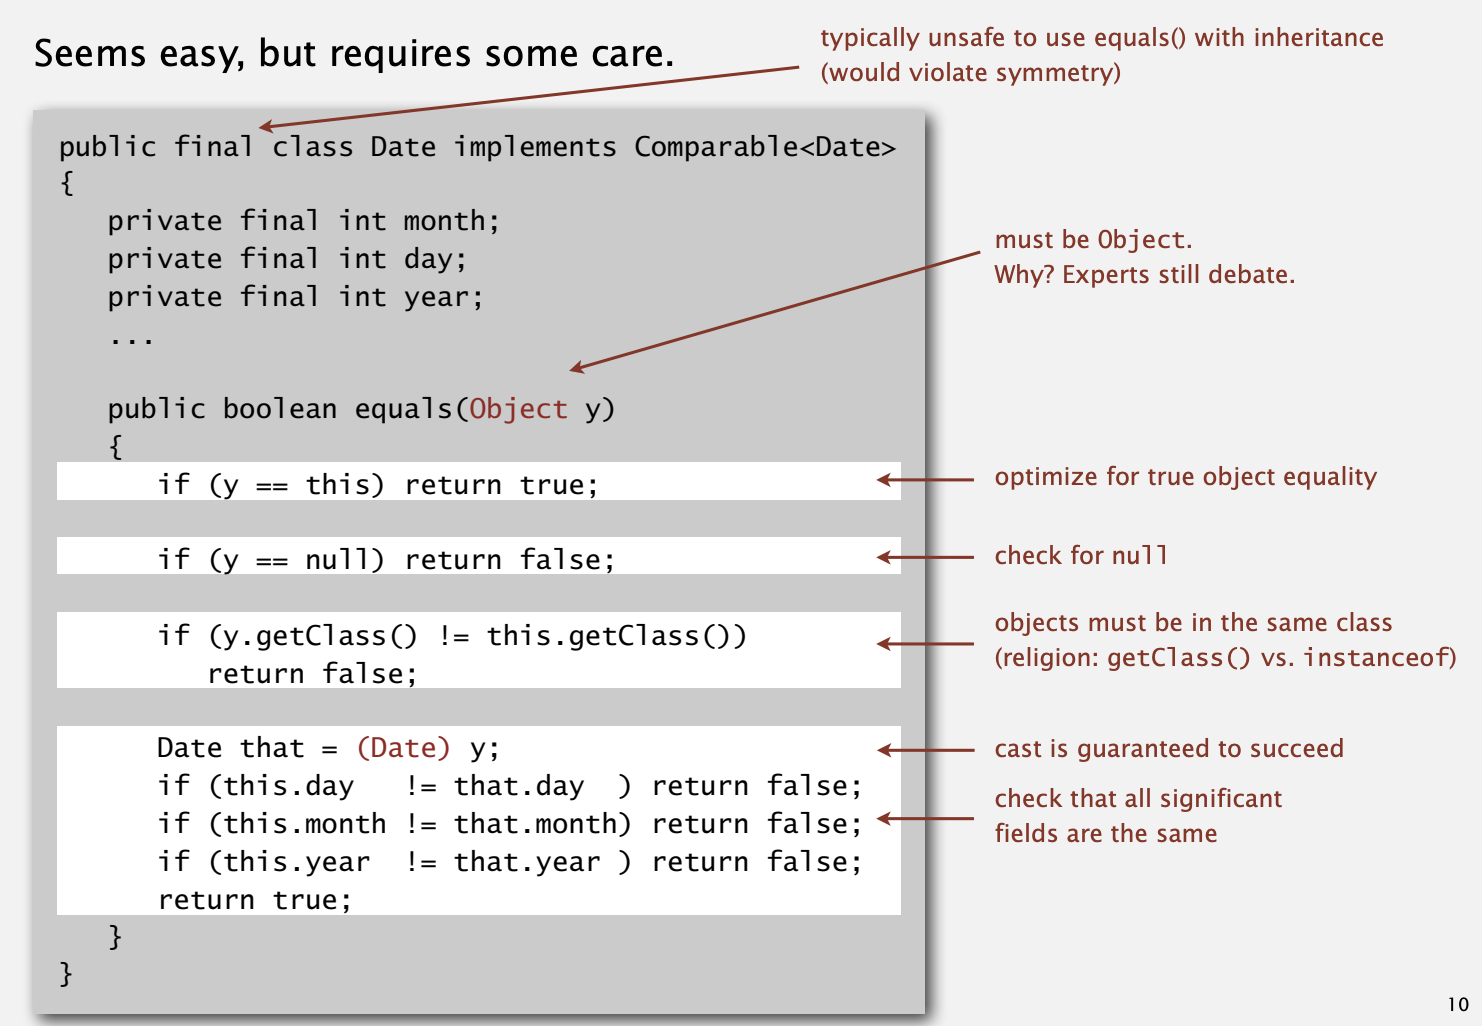 Seems easy, but requires some care.
typically unsafe to use equals() with inheritance
(would violate symmetry)
public final class Date implements Comparable<Date>
{
   private final int month;
   private final int day;
   private final int year;
   ...
must be Object.
Why? Experts still debate.
   public boolean equals(Object y)
   {
      if (y == this) return true;
optimize for true object equality
      if (y == null) return false;
check for null
      if (y.getClass() != this.getClass())
         return false;
objects must be in the same class
(religion: getClass() vs. instanceof)
      Date that = (Date) y;
cast is guaranteed to succeed
      if (this.day   != that.day  ) return false;
      if (this.month != that.month) return false;
      if (this.year  != that.year ) return false;
      return true;
check that all significant
fields are the same
   }
}
10